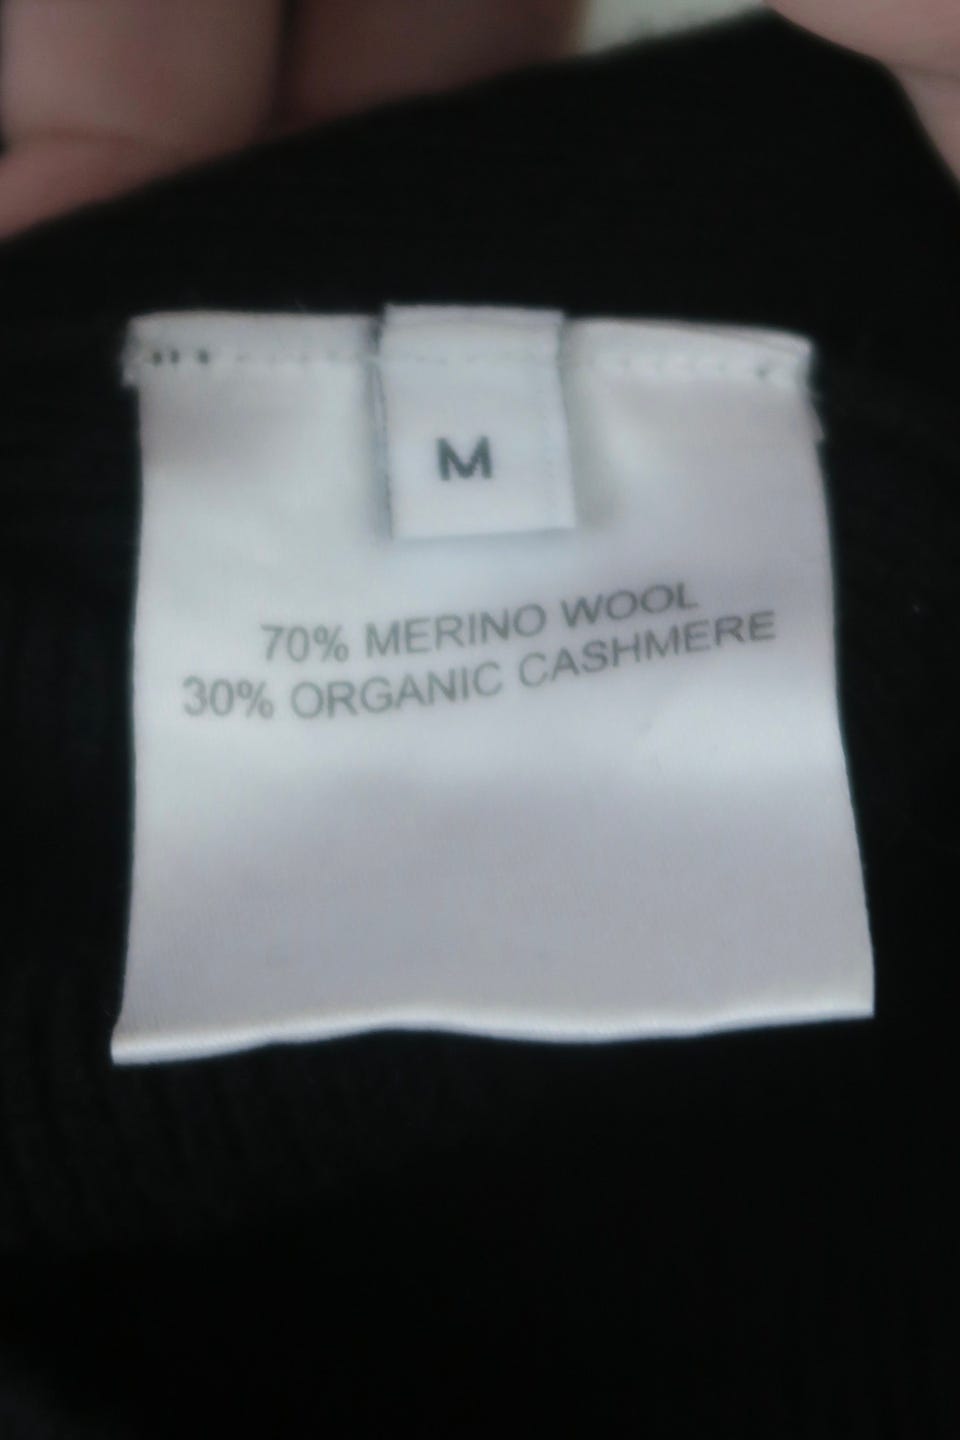 M
70% MERINO WOOL
30% ORGANIC CASHMERE